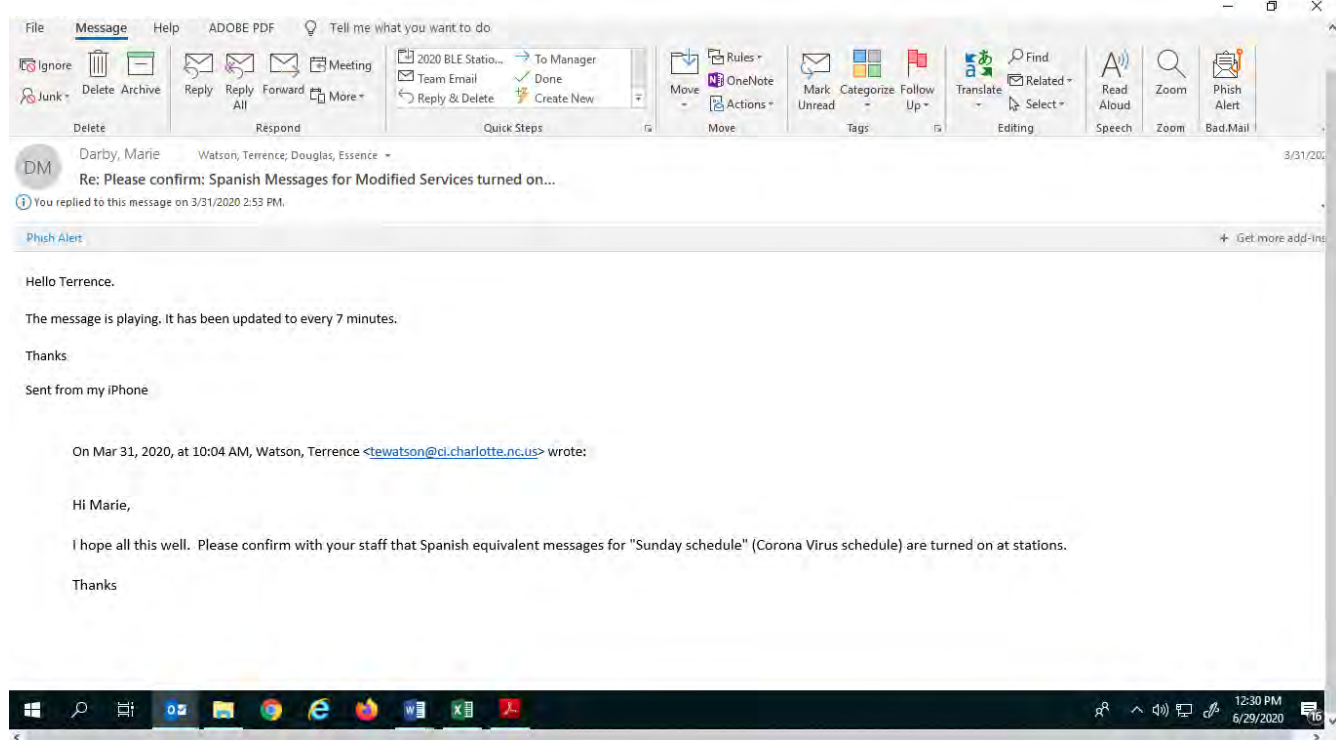 File Message Help ADOBE PDF Tell me what you want to do
Ignore
Junk
Delete
Archive
Delete
Reply
Reply All
Forward
Meeting
More
Respond
2020 BLE Statio...
To Manager
Team Email
Done
Reply & Delete
Create New
Quick Steps
Move
Rules
OneNote
Actions
Move
Mark Unread
Categorize
Follow Up
Tags
Translate
Find
Related
Select
Editing
Read Aloud
Speech
Zoom
Zoom
Phish Alert
Bad.Mail
DM
Darby, Marie Watson, Terrence; Douglas, Essence
3/31/202
Re: Please confirm: Spanish Messages for Modified Services turned on...
You replied to this message on 3/31/2020 2:53 PM.
Phish Alert + Get more add-ins
Hello Terrence.
The message is playing. It has been updated to every 7 minutes.
Thanks
Sent from my iPhone
On Mar 31, 2020, at 10:04 AM, Watson, Terrence <tewatson@ci.charlotte.nc.us> wrote:
Hi Marie,
I hope all this well. Please confirm with your staff that Spanish equivalent messages for "Sunday schedule" (Corona Virus schedule) are turned on at stations.
Thanks
12:30 PM
6/29/2020
16